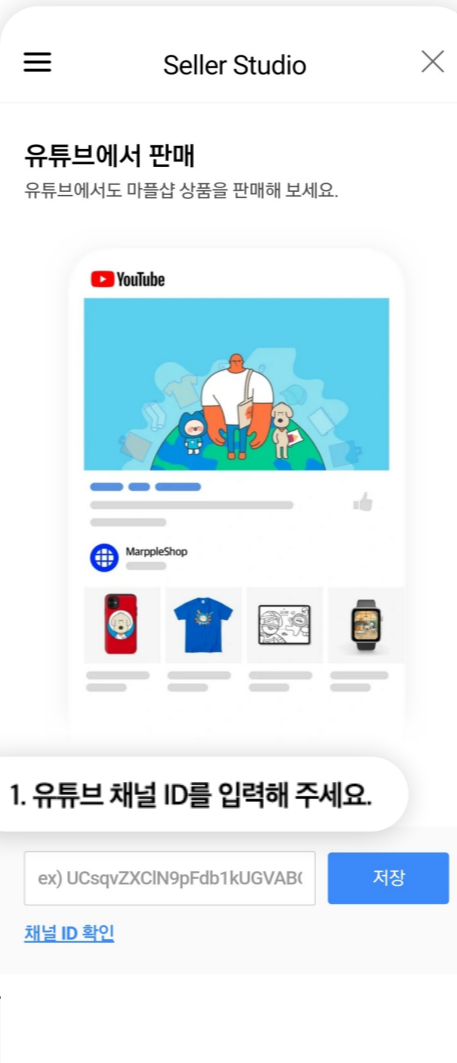 Seller Studio
유튜브에서 판매
유튜브에서도 마플샵 상품을 판매해 보세요.
YouTube
MarppleShop
1. 유튜브 채널 ID를 입력해 주세요.
ex) UCsqvZXClN9pFdb1kUGVAB(
저장
채널 ID 확인